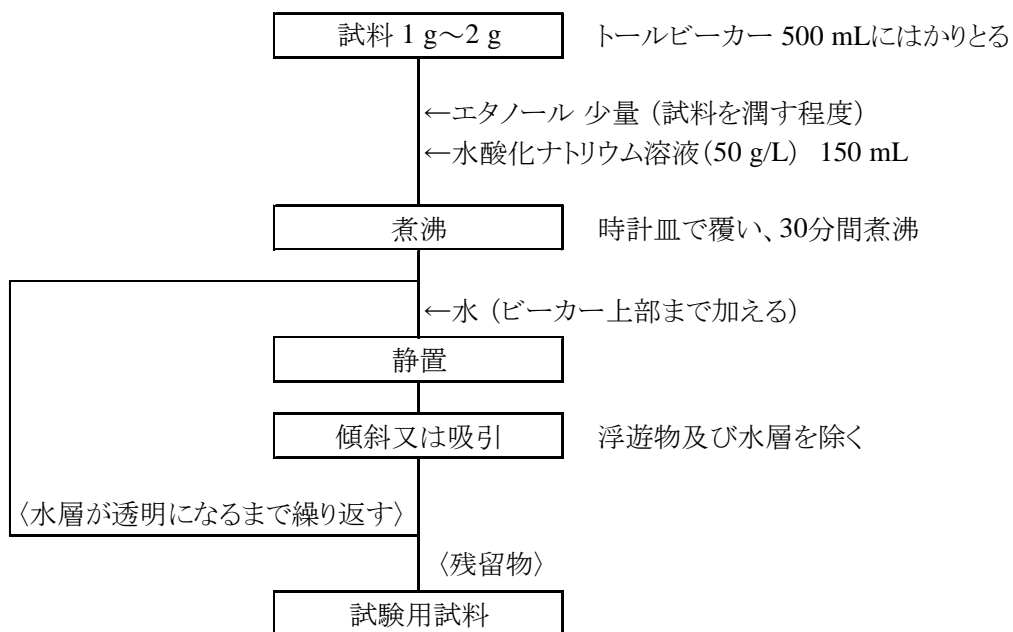 試料 1 g～2 g トールビーカー 500 mLにはかりとる
←エタノール 少量 (試料を潤す程度)
←水酸化ナトリウム溶液(50 g/L) 150 mL
煮沸 時計皿で覆い、30分間煮沸
←水 (ビーカー上部まで加える)
静置
傾斜又は吸引 浮遊物及び水層を除く
〈水層が透明になるまで繰り返す〉
〈残留物〉
試験用試料